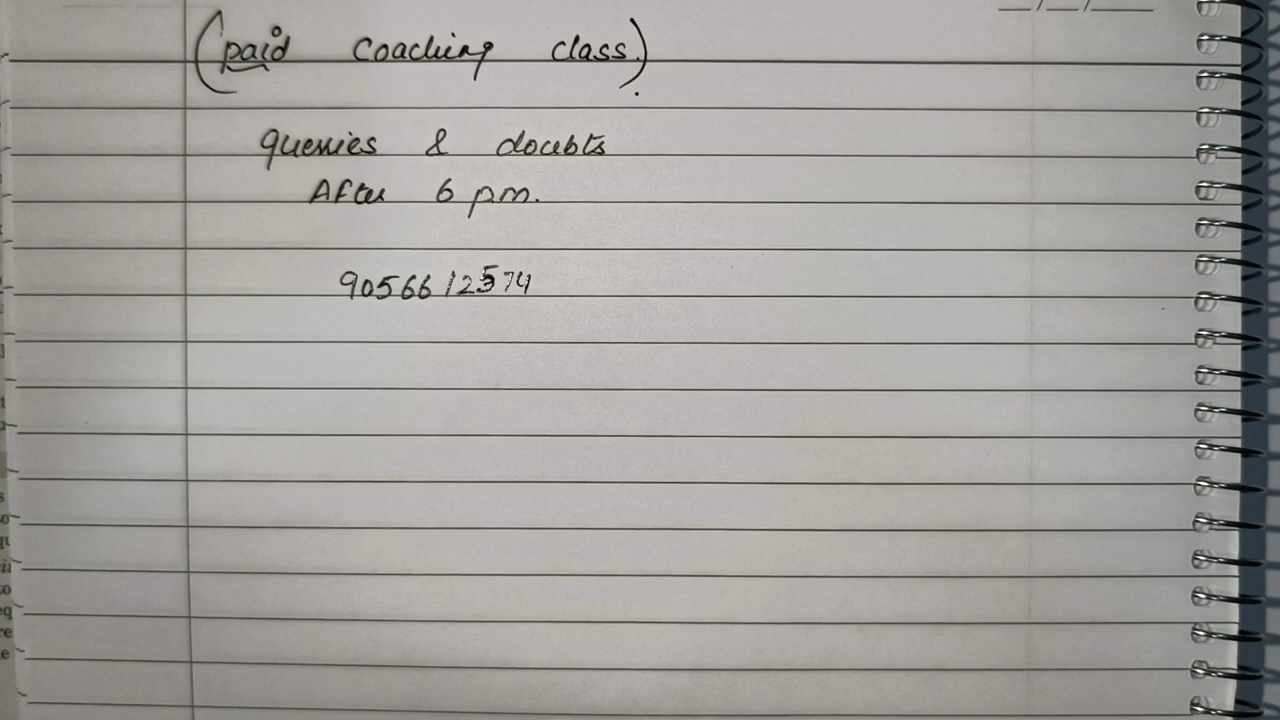 (paid coaching class.)
queries & doubts
After 6 pm.
9056612574